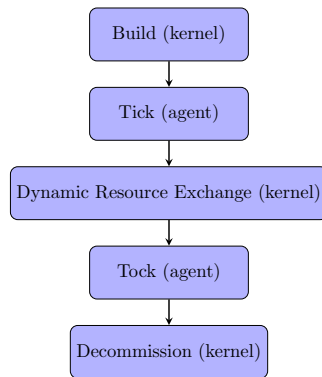 Build (kernel)
Tick (agent)
Dynamic Resource Exchange (kernel)
Tock (agent)
Decommission (kernel)